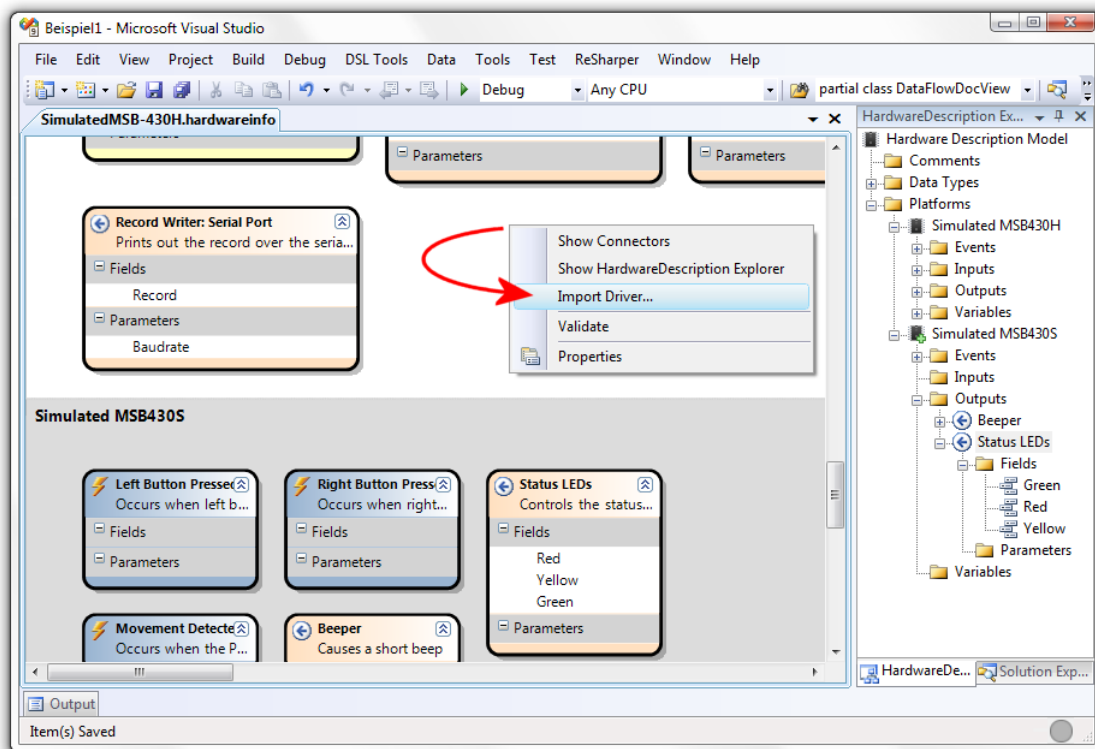 Beispiel1 - Microsoft Visual Studio
File Edit View Project Build Debug DSL Tools Data Tools Test ReSharper Window Help
Debug Any CPU partial class DataFlowDocView
SimulatedMSB-430H.hardwareinfo
Parameters
Parameters
Record Writer: Serial Port
Prints out the record over the seria...
Fields
Record
Parameters
Baudrate
Show Connectors
Show HardwareDescription Explorer
Import Driver...
Validate
Properties
Simulated MSB430S
Left Button Pressed
Occurs when left b...
Fields
Parameters
Right Button Press
Occurs when right...
Fields
Parameters
Status LEDs
Controls the status...
Fields
Red
Yellow
Green
Parameters
Movement Detecte
Occurs when the P...
Beeper
Causes a short beep
HardwareDescription Ex...
Hardware Description Model
Comments
Data Types
Platforms
Simulated MSB430H
Events
Inputs
Outputs
Variables
Simulated MSB430S
Events
Inputs
Outputs
Beeper
Status LEDs
Fields
Green
Red
Yellow
Parameters
Variables
HardwareDe... Solution Exp...
Output
Item(s) Saved